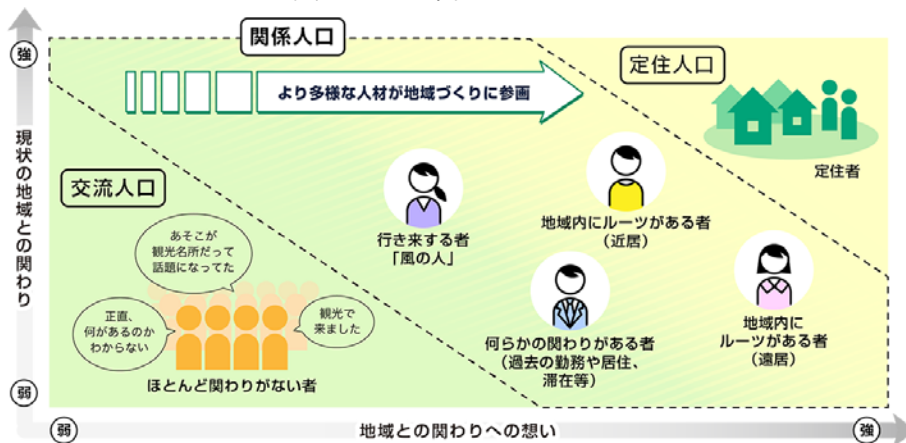 関係人口
強
定住人口
より多様な人材が地域づくりに参画
現状の地域との関わり
交流人口
定住者
あそこが
観光名所だって
話題になってた
行き来する者
「風の人」
地域内にルーツがある者
（近居）
正直、
何があるのか
わからない
観光で
来ました
何らかの関わりがある者
（過去の勤務や居住、
滞在等）
地域内に
ルーツがある者
（遠居）
ほとんど関わりがない者
弱
弱
地域との関わりへの想い
強